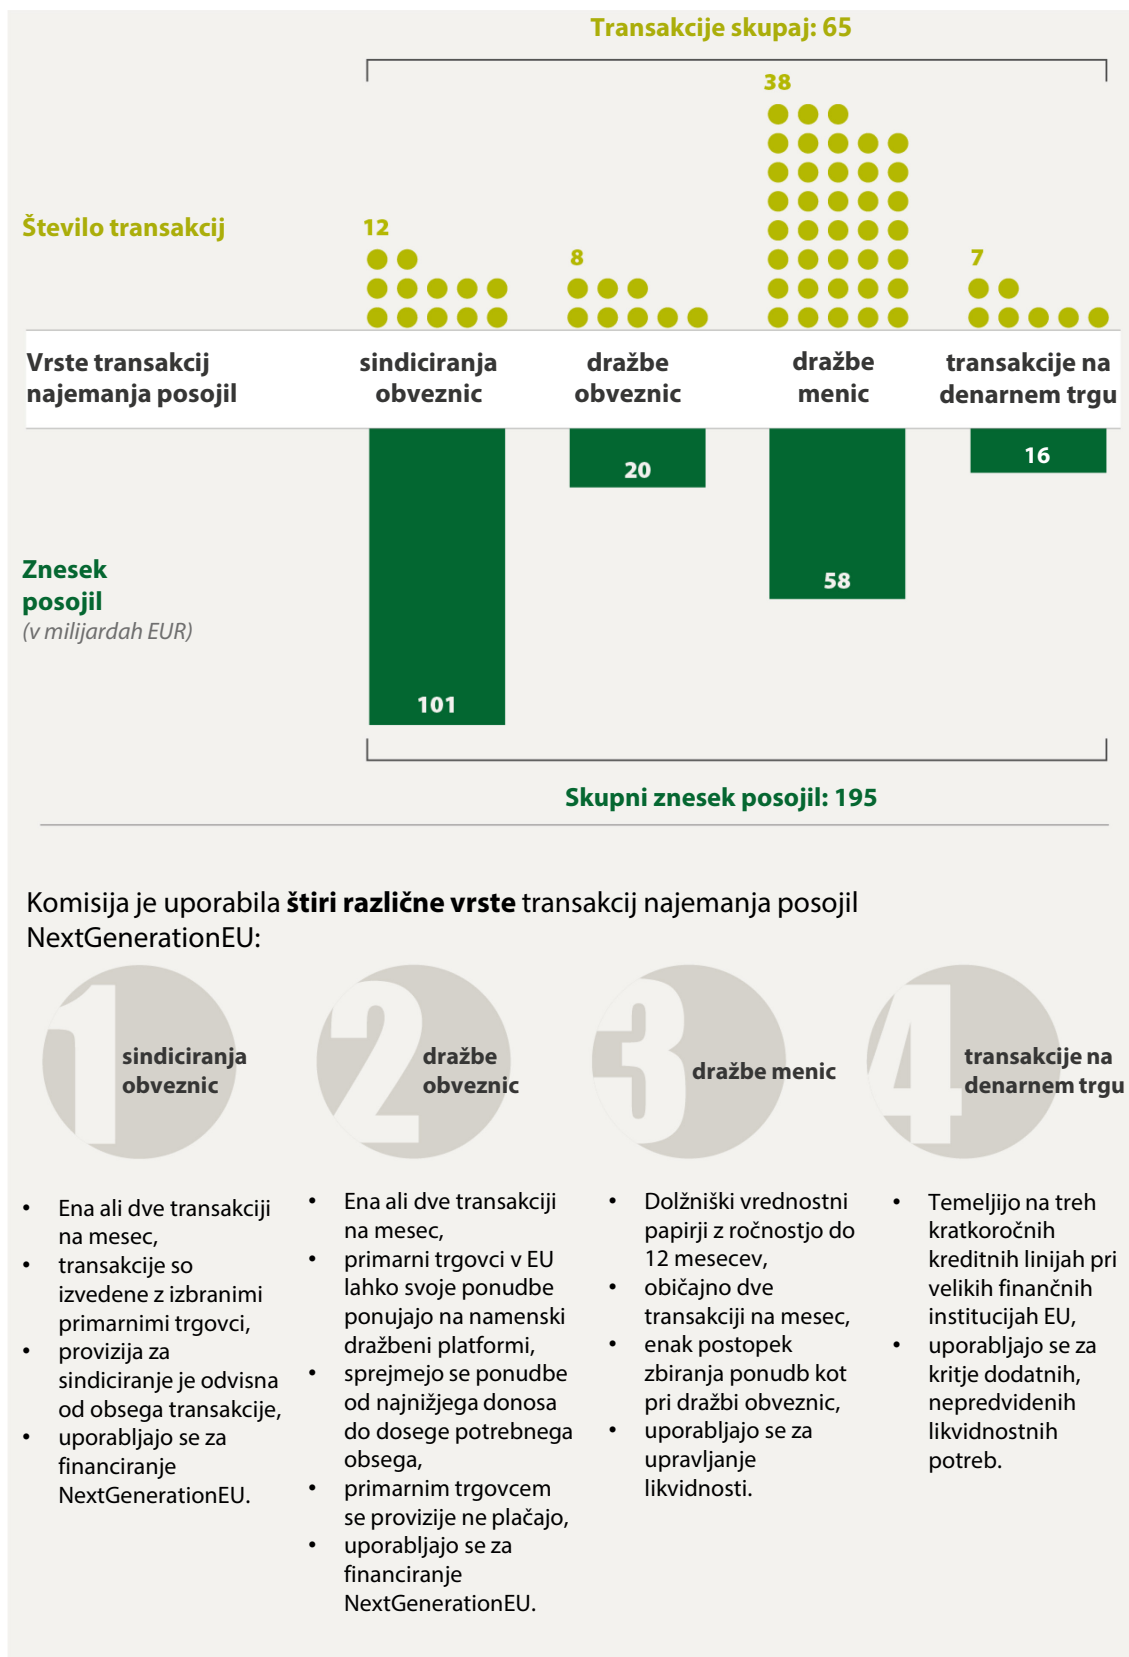 Transakcije skupaj: 65
38
Število transakcij
12
8
7
Vrste transakcij
najemanja posojil
sindiciranja
obveznic
dražbe
obveznic
dražbe
menic
transakcije na
denarnem trgu
16
20
Znesek
posojil
(v milijardah EUR)
58
101
Skupni znesek posojil: 195
Komisija je uporabila štiri različne vrste transakcij najemanja posojil
NextGenerationEU:
1
sindiciranja
obveznic
2
dražbe
obveznic
3
dražbe menic
4
transakcije na
denarnem trgu
• Ena ali dve transakciji
na mesec,
• transakcije so
izvedene z izbranimi
primarnimi trgovci,
• provizija za
sindiciranje je odvisna
od obsega transakcije,
• uporabljajo se za
financiranje
NextGenerationEU.
• Ena ali dve transakciji
na mesec,
• primarni trgovci v EU
lahko svoje ponudbe
ponujajo na namenski
dražbeni platformi,
• sprejmejo se ponudbe
od najnižjega donosa
do dosege potrebnega
obsega,
• primarnim trgovcem
se provizije ne plačajo,
• uporabljajo se za
financiranje
NextGenerationEU.
• Dolžniški vrednostni
papirji z ročnostjo do
12 mesecev,
• običajno dve
transakciji na mesec,
• enak postopek
zbiranja ponudb kot
pri dražbi obveznic,
• uporabljajo se za
upravljanje
likvidnosti.
• Temeljijo na treh
kratkoročnih
kreditnih linijah pri
velikih finančnih
institucijah EU,
• uporabljajo se za
kritje dodatnih,
nepredvidenih
likvidnostnih
potreb.